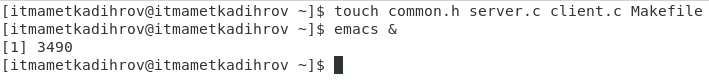 [itmametkadihrov@itmametkadihrov ~]$ touch common.h server.c client.c Makefile
[itmametkadihrov@itmametkadihrov ~]$ emacs &
[1] 3490
[itmametkadihrov@itmametkadihrov ~]$